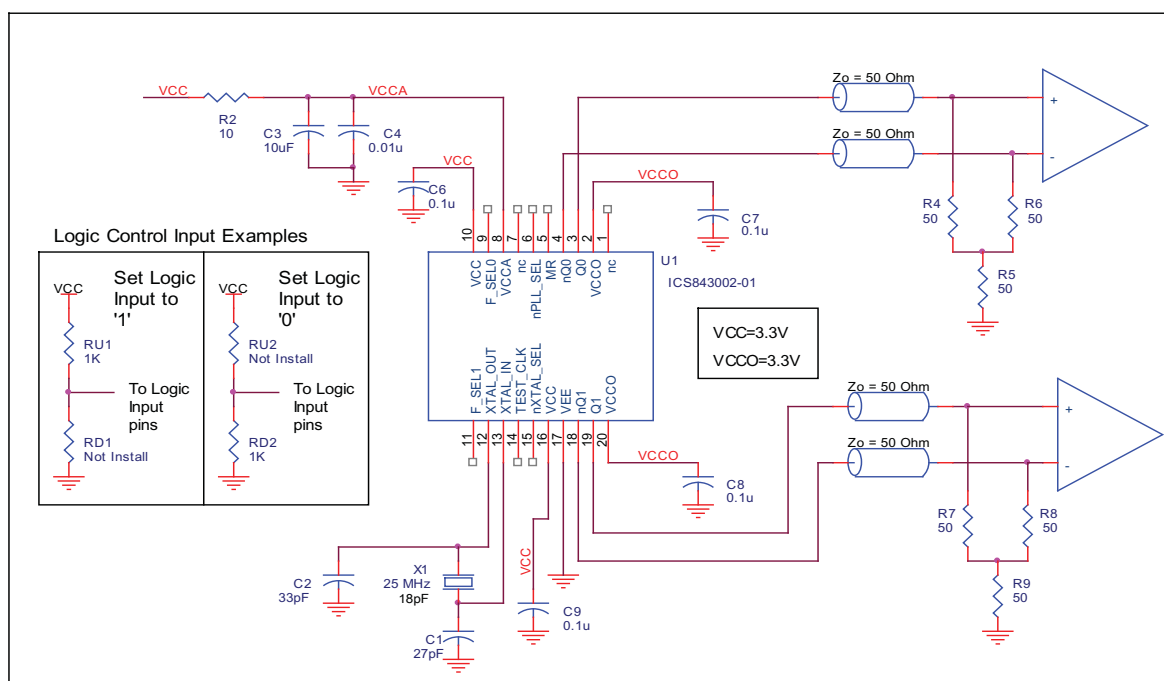 VCC
R2
10
VCCA
C3
10uF
C4
0.01u
VCC
C6
0.1u
VCCO
C7
0.1u
Zo = 50 Ohm
Zo = 50 Ohm
+
-
R4
50
R6
50
R5
50
10
9
8
7
6
5
4
3
2
1
VCC
F_SEL0
VCCA
nc
nPLL_SEL
MR
nQ0
Q0
VCCO
nc
U1
ICS843002-01
F_SEL1
XTAL_OUT
XTAL_IN
TEST_CLK
nXTAL_SEL
VCC
VEE
nQ1
Q1
VCCO
11
12
13
14
15
16
17
18
19
20
Logic Control Input Examples
Set Logic
Input to
'1'
VCC
RU1
1K
To Logic
Input
pins
RD1
Not Install
Set Logic
Input to
'0'
VCC
RU2
Not Install
To Logic
Input
pins
RD2
1K
VCC=3.3V
VCCO=3.3V
Zo = 50 Ohm
Zo = 50 Ohm
+
-
R7
50
R8
50
R9
50
VCCO
C8
0.1u
C2
33pF
X1
25 MHz
18pF
C1
27pF
VCC
C9
0.1u